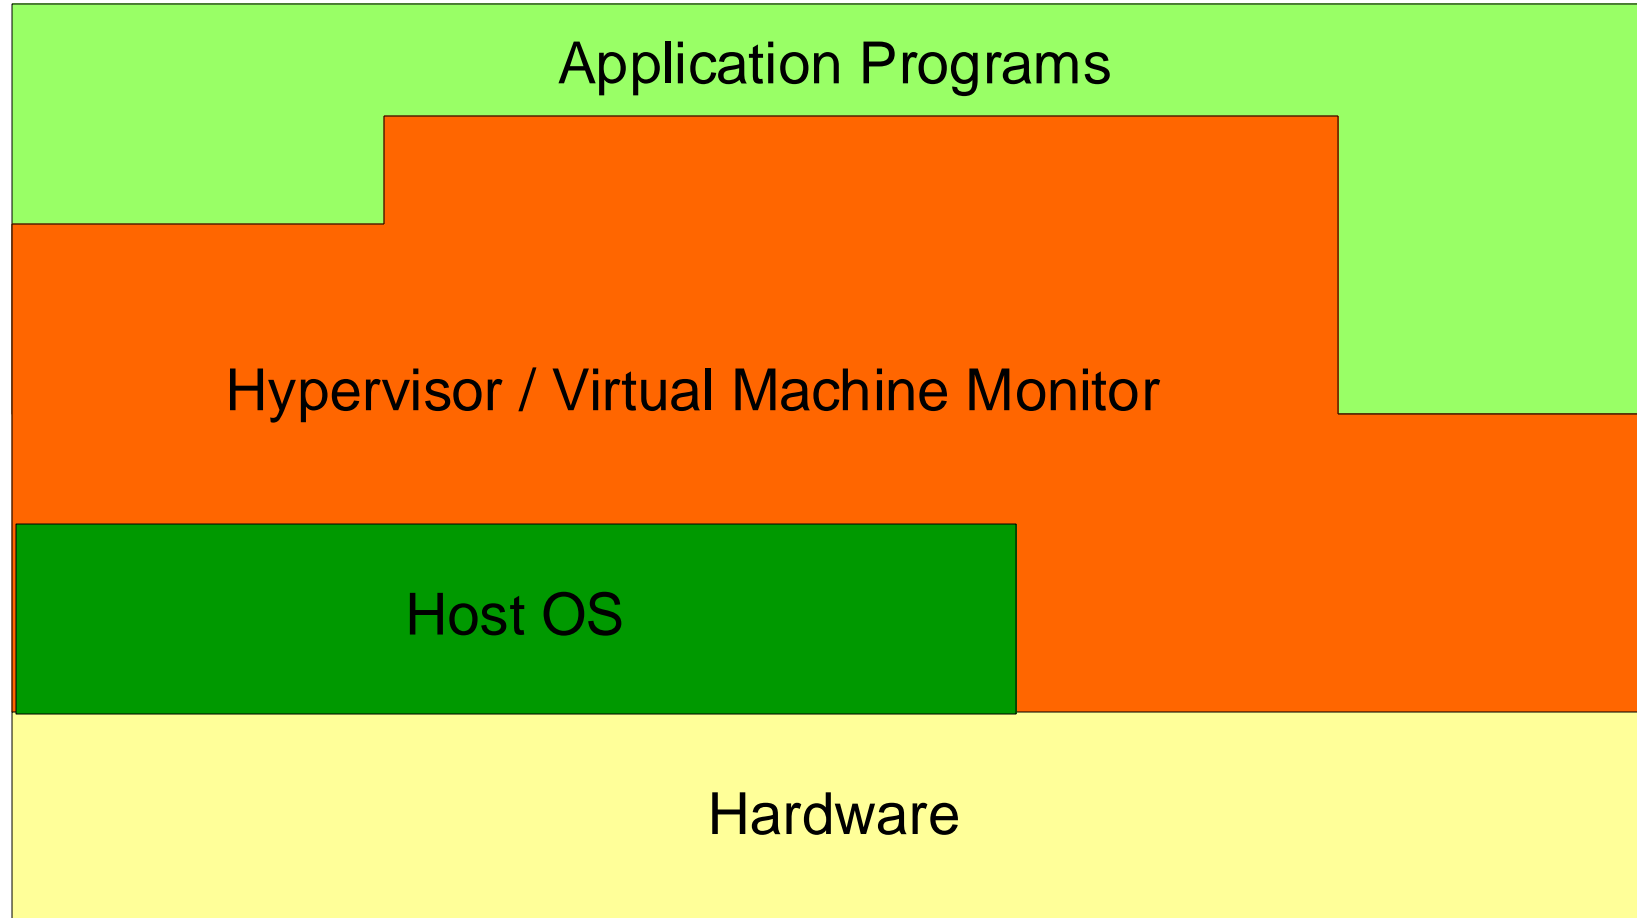 Application Programs
Hypervisor / Virtual Machine Monitor
Host OS
Hardware